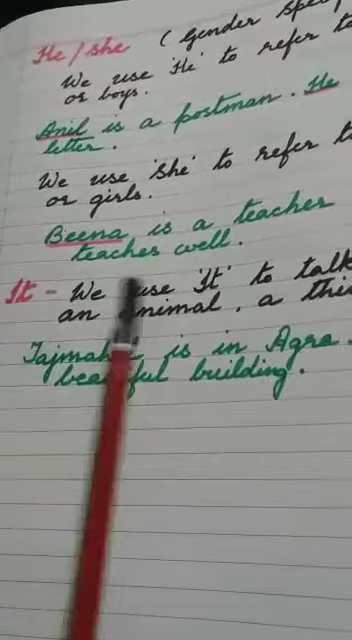 He/she (Gender
We use 'He' to refer to
or boys.
Anil is a postman. He
letter.
We use 'she' to refer to
or girls.
Beena is a teacher
teaches well.
It - We use 'It' to talk
an animal, a
is in Agra.
building.